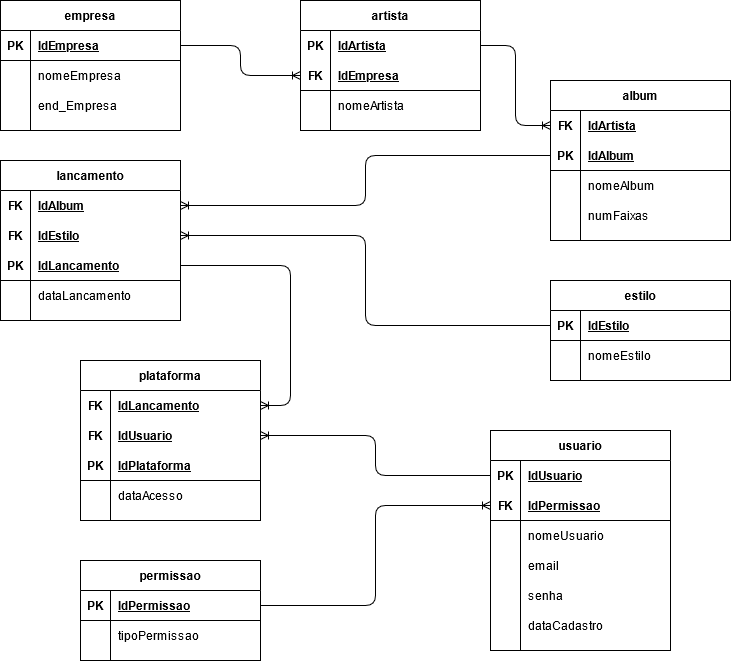 empresa
PK IdEmpresa
nomeEmpresa
end_Empresa
artista
PK IdArtista
FK IdEmpresa
nomeArtista
album
FK IdArtista
PK IdAlbum
nomeAlbum
numFaixas
lancamento
FK IdAlbum
FK IdEstilo
PK IdLancamento
dataLancamento
estilo
PK IdEstilo
nomeEstilo
plataforma
FK IdLancamento
FK IdUsuario
PK IdPlataforma
dataAcesso
usuario
PK IdUsuario
FK IdPermissao
nomeUsuario
email
senha
dataCadastro
permissao
PK IdPermissao
tipoPermissao